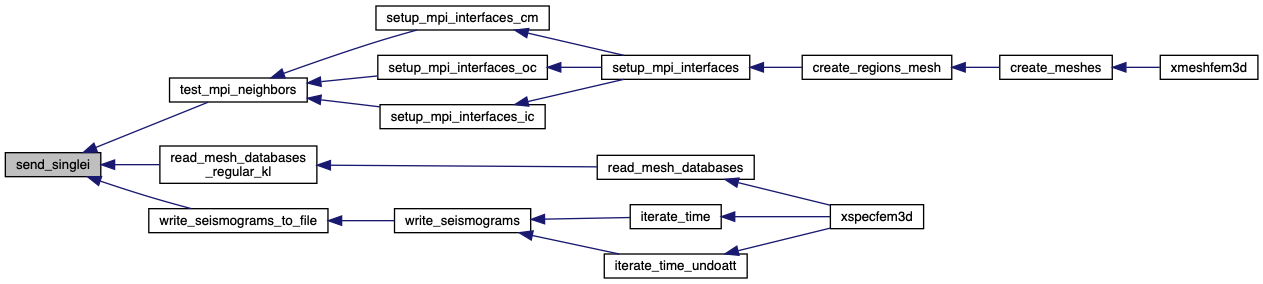 setup_mpi_interfaces_cm
setup_mpi_interfaces_oc
setup_mpi_interfaces
create_regions_mesh
create_meshes
xmeshfem3d
test_mpi_neighbors
setup_mpi_interfaces_ic
send_singlei
read_mesh_databases
_regular_kl
read_mesh_databases
write_seismograms_to_file
write_seismograms
iterate_time
xspecfem3d
iterate_time_undoatt